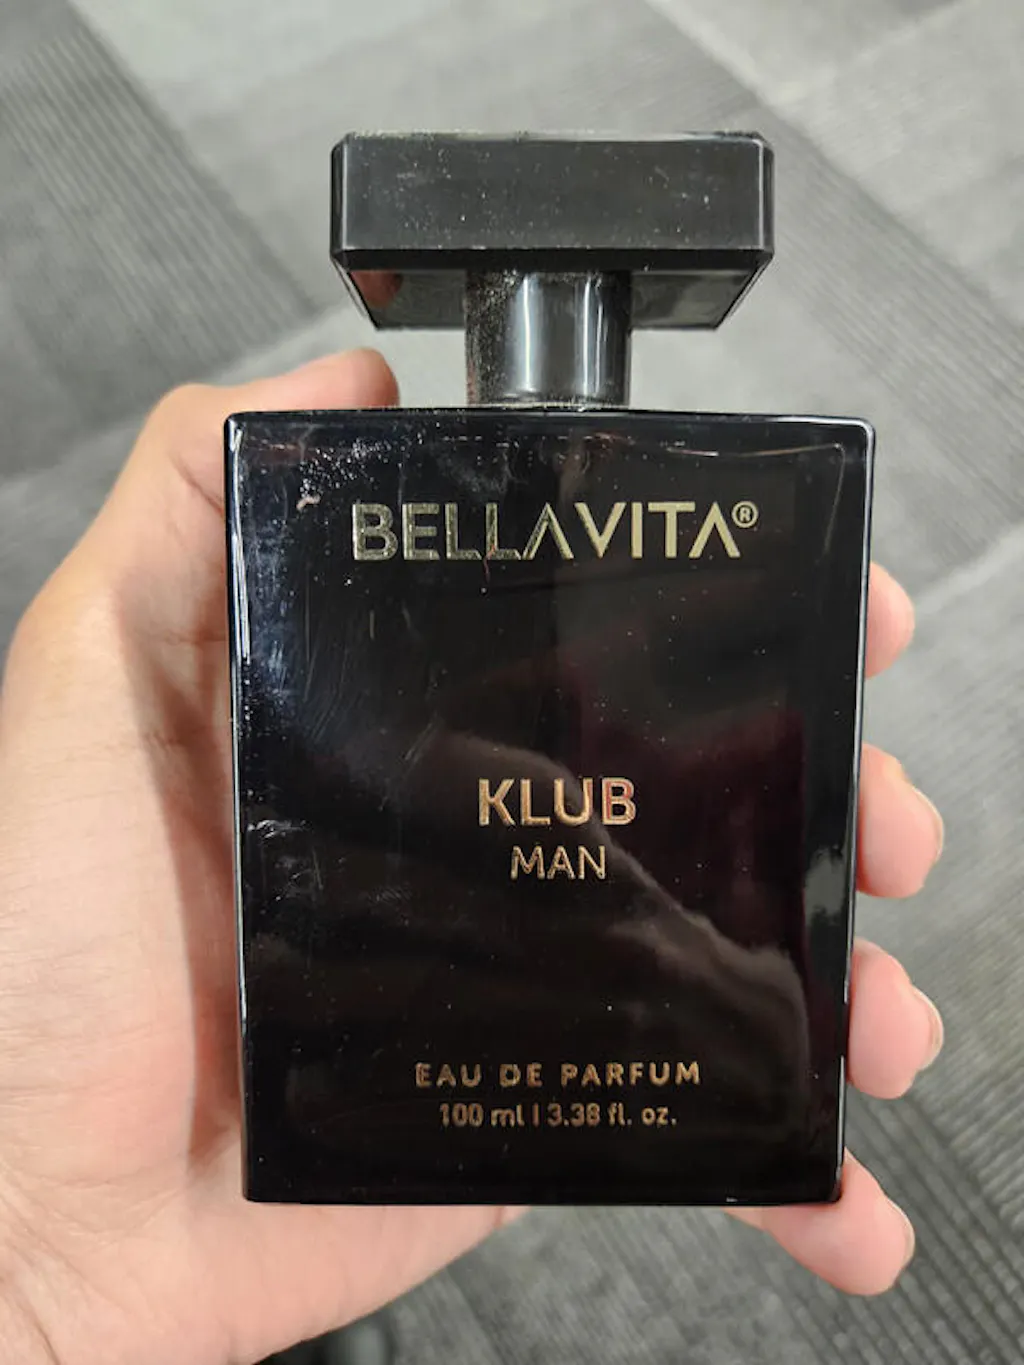 BELLAVITA®
KLUB
MAN
EAU DE PARFUM
100 ml | 3.38 fl. oz.